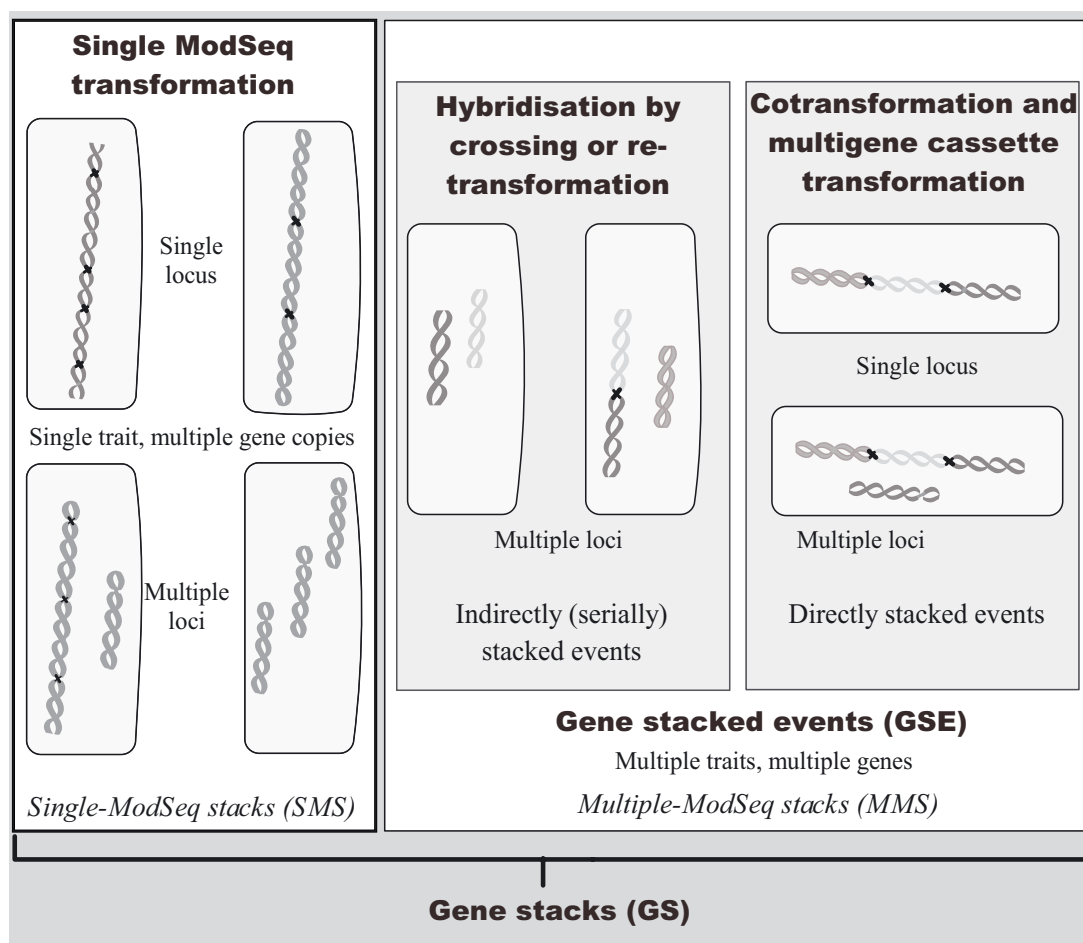 Single ModSeq
transformation
Single
locus
Single trait, multiple gene copies
Multiple
loci
Single-ModSeq stacks (SMS)
Hybridisation by
crossing or re-
transformation
Multiple loci
Indirectly (serially)
stacked events
Cotransformation and
multigene cassette
transformation
Single locus
Multiple loci
Directly stacked events
Gene stacked events (GSE)
Multiple traits, multiple genes
Multiple-ModSeq stacks (MMS)
Gene stacks (GS)